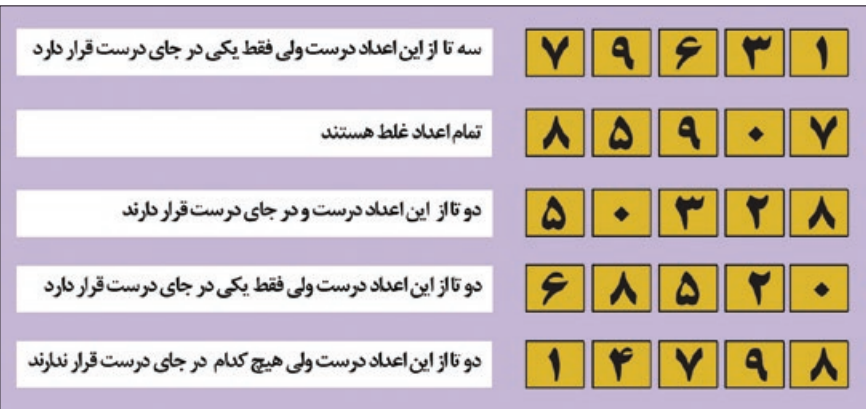 سه تا از این اعداد درست ولی فقط یکی در جای درست قرار دارد
۷ ۹ ۶ ۳ ۱
تمام اعداد غلط هستند
۸ ۵ ۹ ۰ ۷
دو تا از این اعداد درست و در جای درست قرار دارند
۵ ۰ ۳ ۲ ۸
دو تا از این اعداد درست ولی فقط یکی در جای درست قرار دارد
۶ ۸ ۵ ۲ ۰
دو تا از این اعداد درست ولی هیچ کدام در جای درست قرار ندارند
۱ ۴ ۷ ۹ ۸